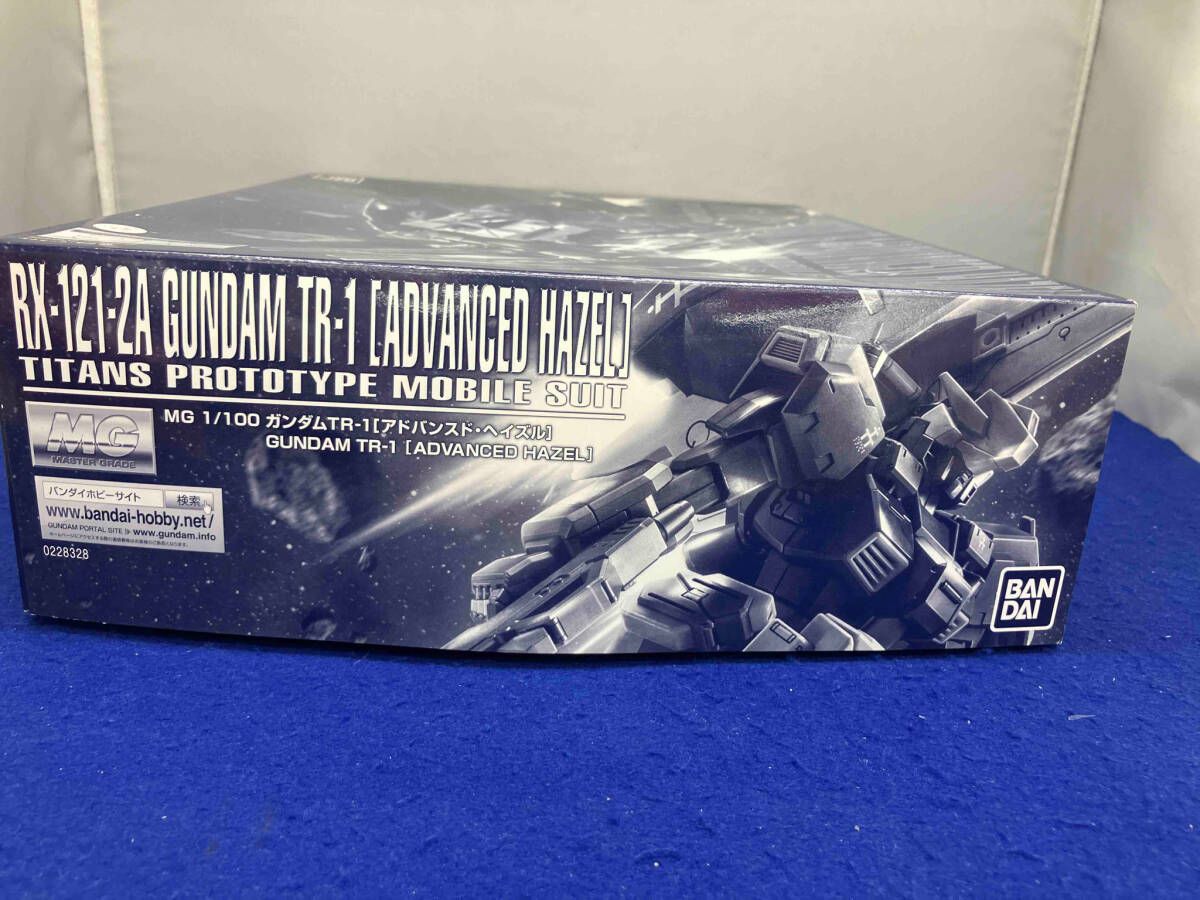 RX-121-2A GUNDAM TR-1 [ADVANCED HAZEL]
TITANS PROTOTYPE MOBILE SUIT
MG
MASTER GRADE
MG 1/100 ガンダムTR-1[アドバンスド・ヘイズル]
GUNDAM TR-1 [ADVANCED HAZEL]
バンダイホビーサイト 検索
www.bandai-hobby.net/
GUNDAM PORTAL SITE www.gundam.info
0228328
BAN
DAI